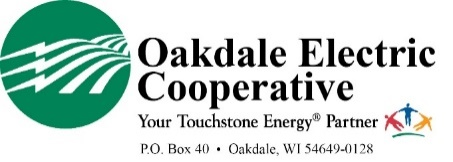 Oakdale Electric
Cooperative
Your Touchstone Energy® Partner
P.O. Box 40 • Oakdale, WI 54649-0128